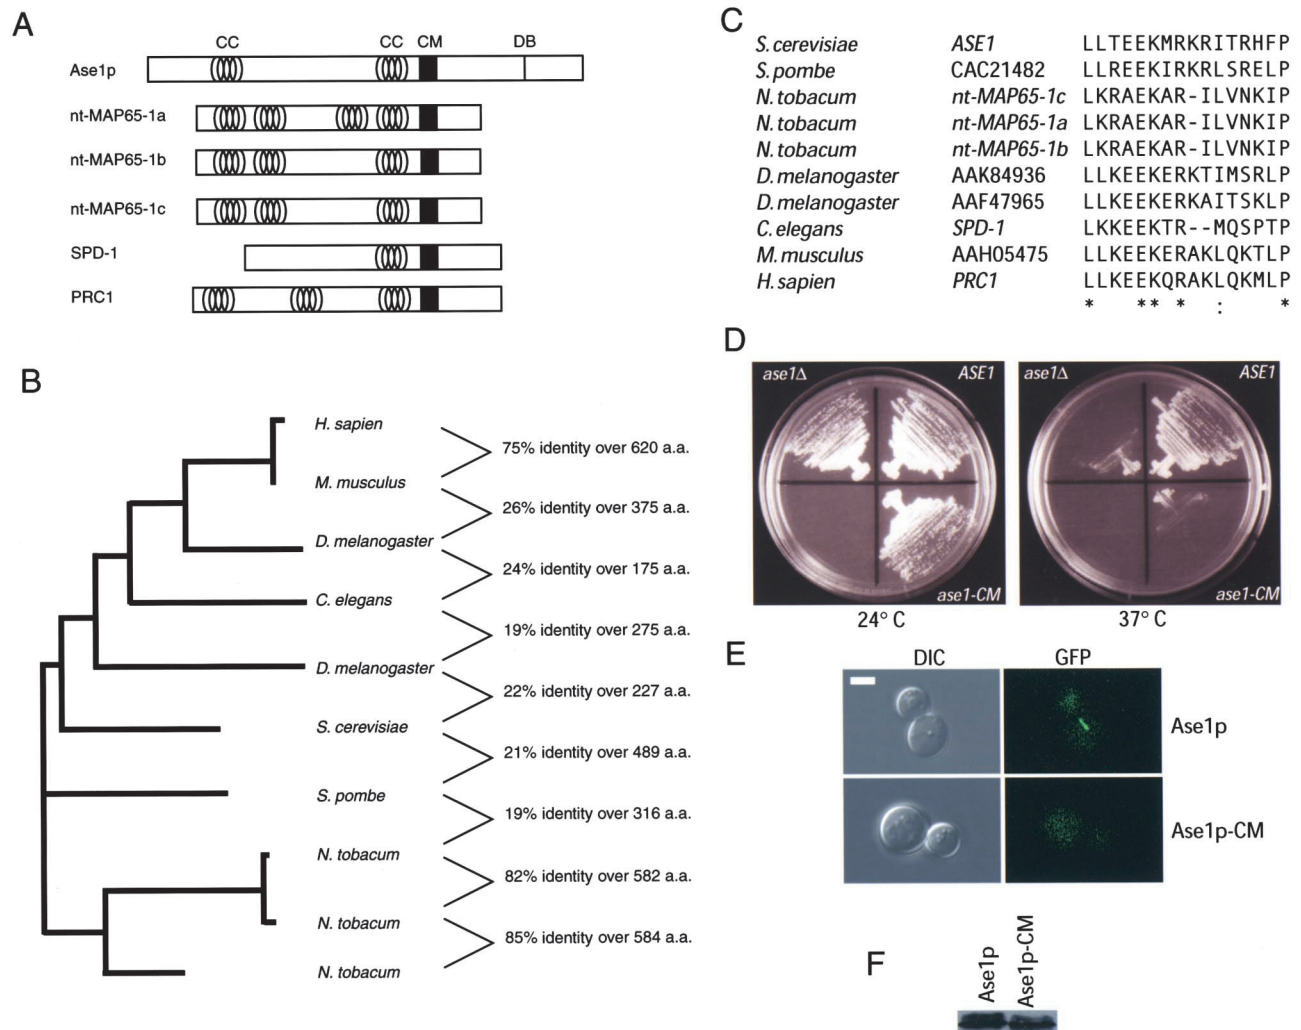 A
CC CC CM DB
Ase1p
nt-MAP65-1a
nt-MAP65-1b
nt-MAP65-1c
SPD-1
PRC1
B
H. sapien
75% identity over 620 a.a.
M. musculus
26% identity over 375 a.a.
D. melanogaster
24% identity over 175 a.a.
C. elegans
19% identity over 275 a.a.
D. melanogaster
22% identity over 227 a.a.
S. cerevisiae
21% identity over 489 a.a.
S. pombe
19% identity over 316 a.a.
N. tobacum
82% identity over 582 a.a.
N. tobacum
85% identity over 584 a.a.
N. tobacum
C
S. cerevisiae ASE1 LLTEEKMRKRITRHFP
S. pombe CAC21482 LLREEKIRKRLSRELP
N. tobacum nt-MAP65-1c LKRAEKAR-ILVNKIP
N. tobacum nt-MAP65-1a LKRAEKAR-ILVNKIP
N. tobacum nt-MAP65-1b LKRAEKAR-ILVNKIP
D. melanogaster AAK84936 LLKEEKERKTIMSRLP
D. melanogaster AAF47965 LLKEEKERKAITSKLP
C. elegans SPD-1 LKKEEKTR--MQSPTP
M. musculus AAH05475 LLKEEKERAKLQKTLP
H. sapien PRC1 LLKEEKQRAKLQKMLP
* ** * : *
D
ase1Δ ASE1
ase1-CM
24° C
ase1Δ ASE1
ase1-CM
37° C
E
DIC GFP
Ase1p
Ase1p-CM
F
Ase1p
Ase1p-CM